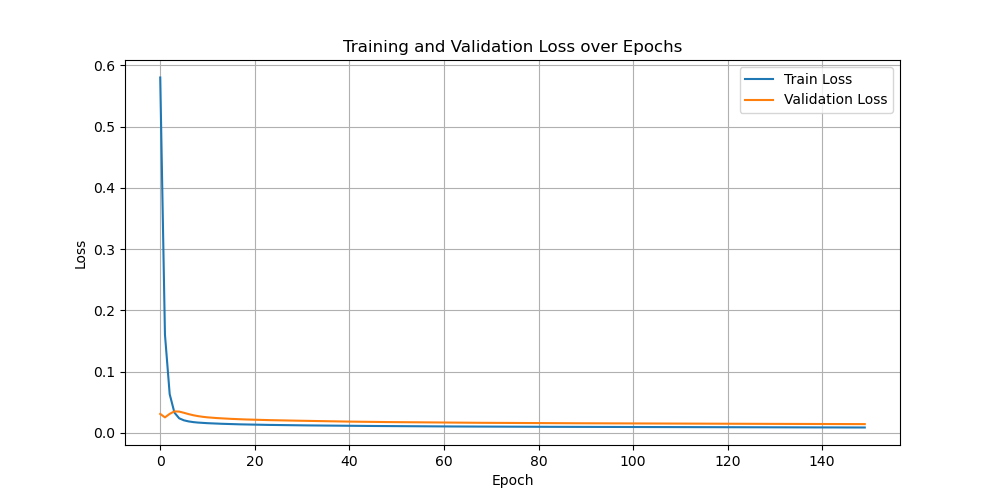 Training and Validation Loss over Epochs
Train Loss
Validation Loss
0.6
0.5
0.4
0.3
0.2
0.1
0.0
Loss
0 20 40 60 80 100 120 140
Epoch